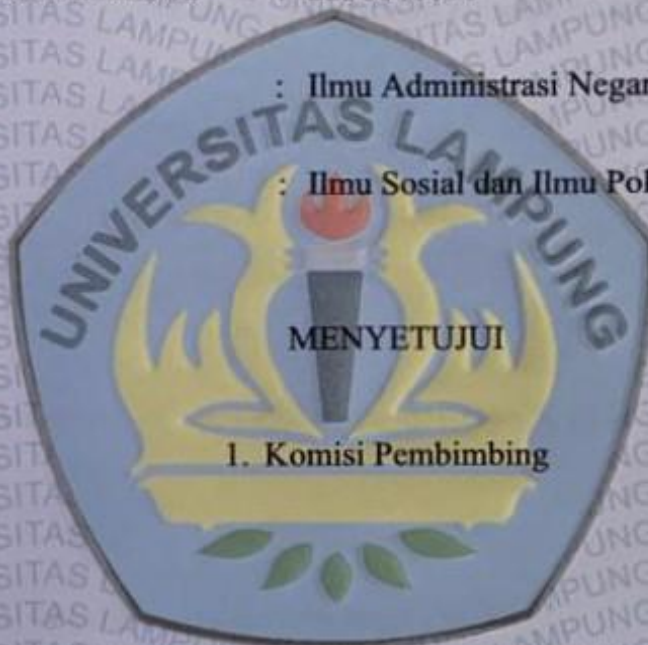 : Ilmu Administrasi Negar
UNIVERSITAS LAMPUNG
: Ilmu Sosial dan Ilmu Pol
MENYETUJUI
1. Komisi Pembimbing